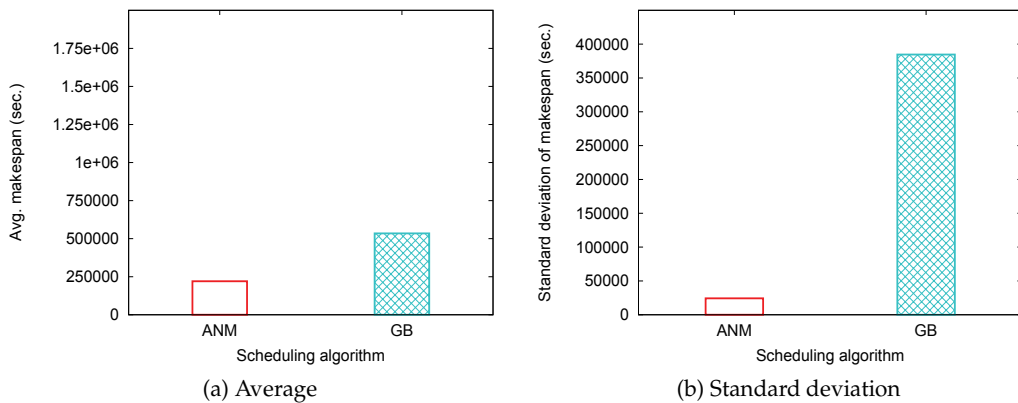 Avg. makespan (sec.)
1.75e+06
1.5e+06
1.25e+06
1e+06
750000
500000
250000
0
ANM
GB
Scheduling algorithm
(a) Average
Standard deviation of makespan (sec.)
400000
350000
300000
250000
200000
150000
100000
50000
0
ANM
GB
Scheduling algorithm
(b) Standard deviation